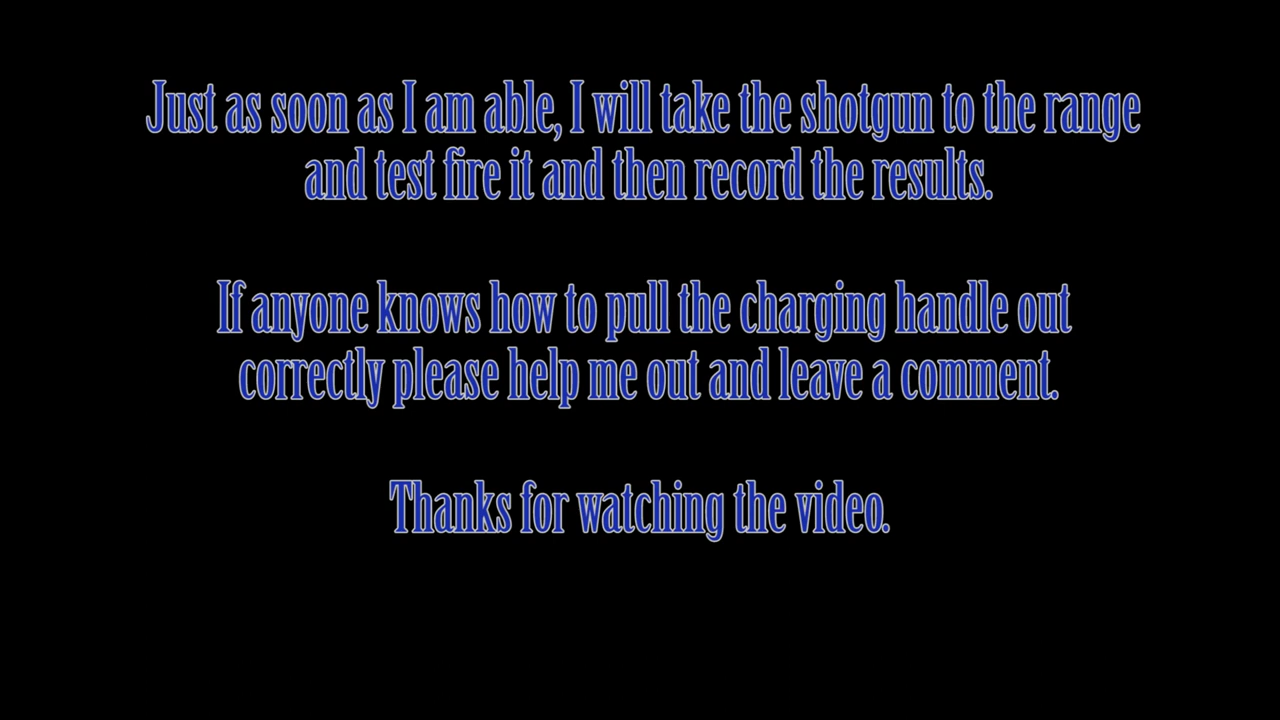 Just as soon as I am able, I will take the shotgun to the range
and test fire it and then record the results.
If anyone knows how to pull the charging handle out
correctly please help me out and leave a comment.
Thanks for watching the video.